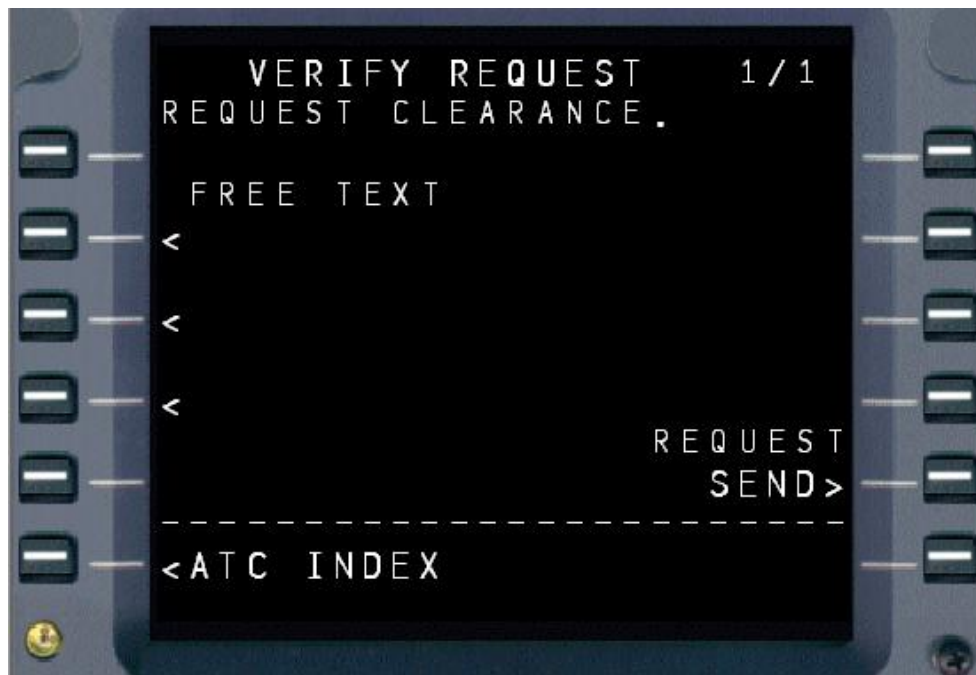 VERIFY REQUEST 1/1
REQUEST CLEARANCE.
FREE TEXT
<
<
<
REQUEST
SEND>
------------------------
<ATC INDEX